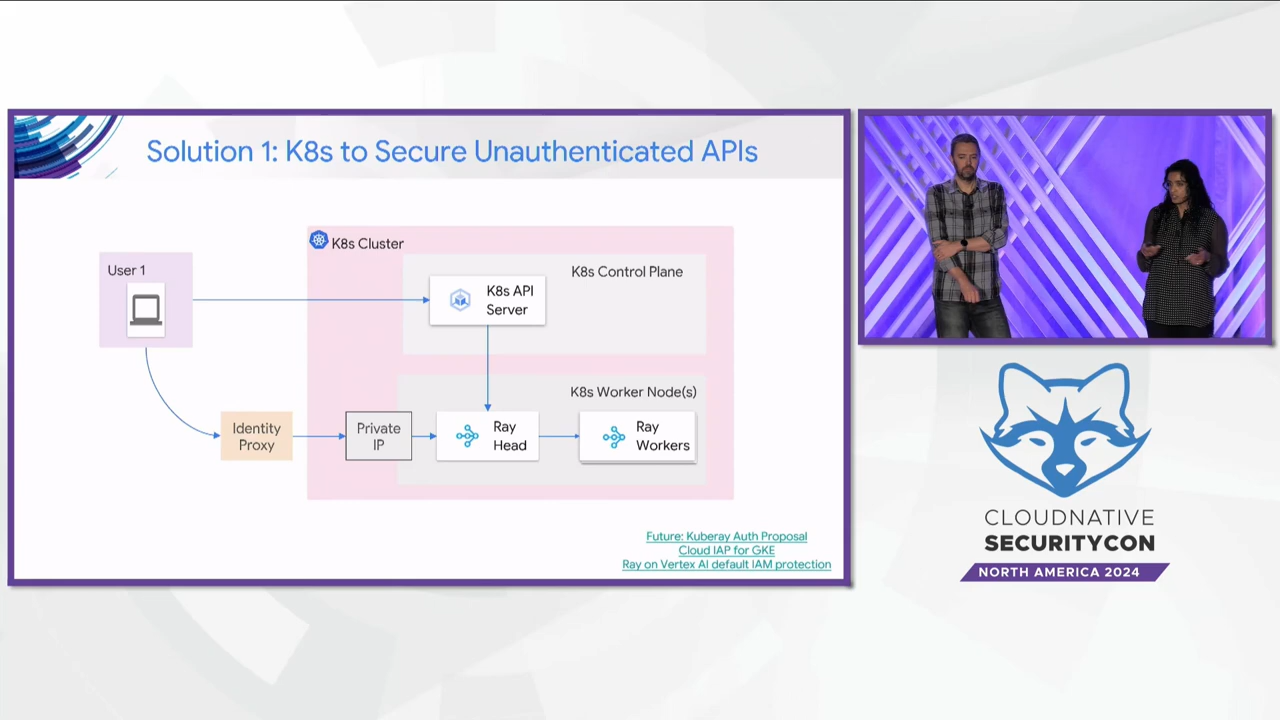 Solution 1: K8s to Secure Unauthenticated APIs
K8s Cluster
User 1
K8s Control Plane
K8s API
Server
K8s Worker Node(s)
Identity
Proxy
Private
IP
Ray
Head
Ray
Workers
Future: Kuberay Auth Proposal
Cloud IAP for GKE
Ray on Vertex AI default IAM protection
CLOUDNATIVE
SECURITYCON
NORTH AMERICA 2024